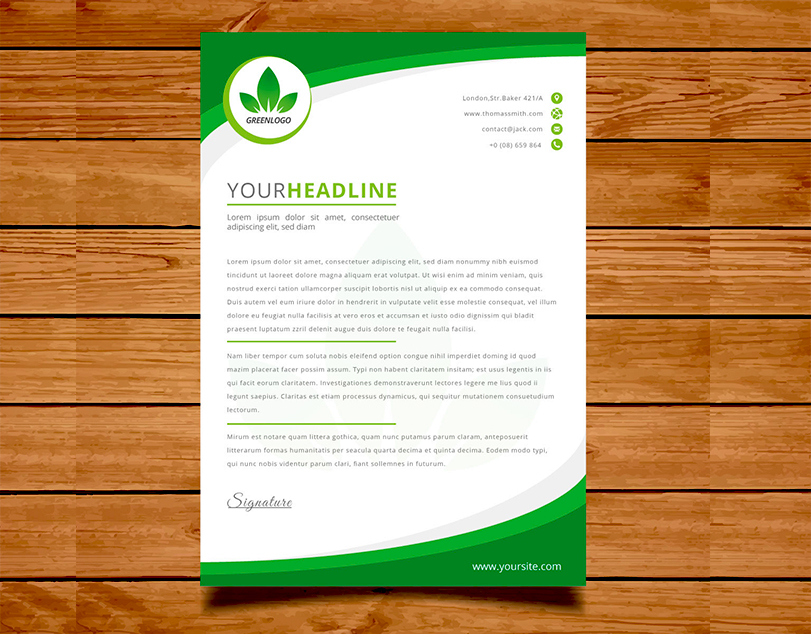 GREENLOGO
London,Str.Baker 421/A
www.thomassmith.com
contact@jack.com
+0 (08) 659 864
YOURHEADLINE
Lorem ipsum dolor sit amet, consectetuer
adipiscing elit, sed diam
Lorem ipsum dolor sit amet, consectetuer adipiscing elit, sed diam nonummy nibh euismod
tincidunt ut laoreet dolore magna aliquam erat volutpat. Ut wisi enim ad minim veniam, quis
nostrud exerci tation ullamcorper suscipit lobortis nisl ut aliquip ex ea commodo consequat.
Duis autem vel eum iriure dolor in hendrerit in vulputate velit esse molestie consequat, vel illum
dolore eu feugiat nulla facilisis at vero eros et accumsan et iusto odio dignissim qui blandit
praesent luptatum zzril delenit augue duis dolore te feugait nulla facilisi.
Nam liber tempor cum soluta nobis eleifend option congue nihil imperdiet doming id quod
mazim placerat facer possim assum. Typi non habent claritatem insitam; est usus legentis in iis
qui facit eorum claritatem. Investigationes demonstraverunt lectores legere me lius quod ii
legunt saepius. Claritas est etiam processus dynamicus, qui sequitur mutationem consuetudium
lectorum.
Mirum est notare quam littera gothica, quam nunc putamus parum claram, anteposuerit
litterarum formas humanitatis per seacula quarta decima et quinta decima. Eodem modo typi,
qui nunc nobis videntur parum clari, fiant sollemnes in futurum.
Signature
www.yoursite.com